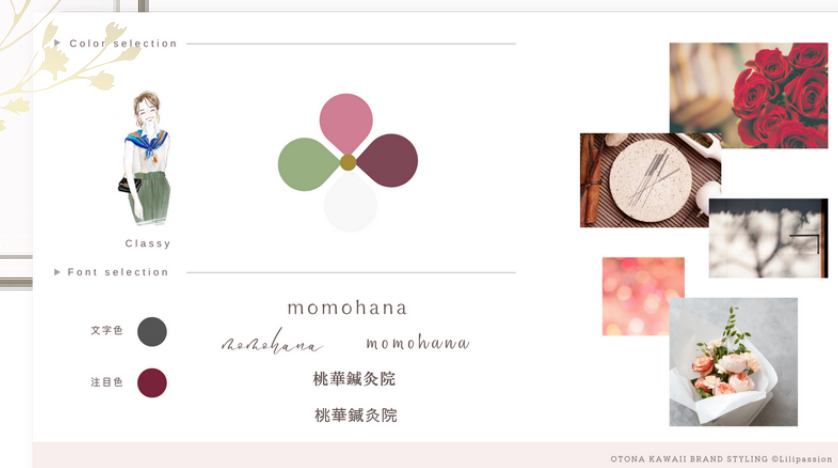 Color selection
Classy
Font selection
momohana
momohana
momohana
文字色
注目色
桃華鍼灸院
桃華鍼灸院
OTONA KAWAII BRAND STYLING ©Lilipassion